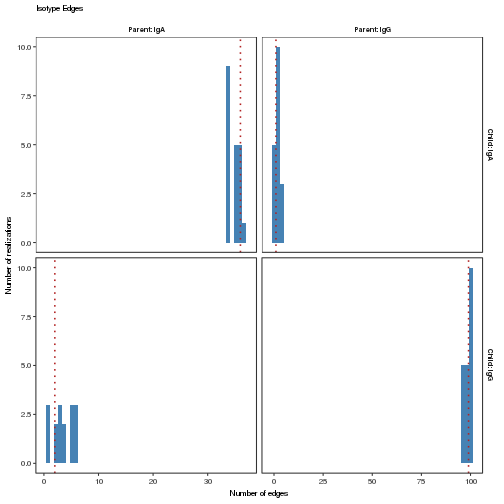 Isotype Edges
Parent: IgA
Parent: IgG
10.0
7.5
5.0
2.5
0.0
Child: IgA
10.0
7.5
5.0
2.5
0.0
Child: IgG
Number of realizations
0
10
20
30
0
25
50
75
100
Number of edges